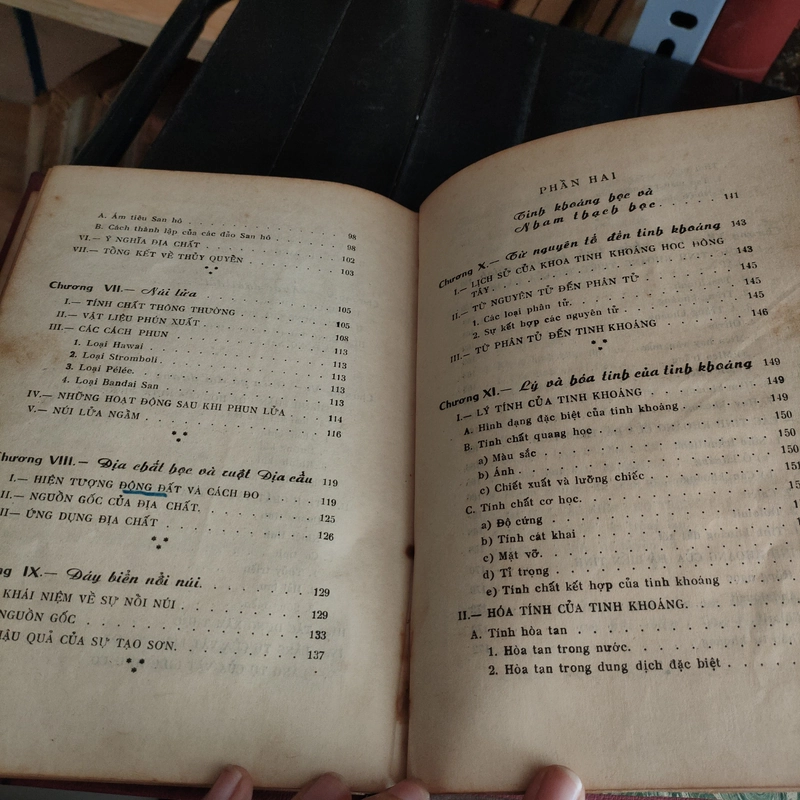 A. Ám tiêu San hô . . . . . . . . . . . . . 98
B. Cách thành lập của các đảo San hô . . . . . 98
VI.— Ý NGHĨA ĐỊA CHẤT . . . . . . . . . . 102
VII.— TỔNG KẾT VỀ THỦY QUYỂN . . . . . . . 103
Chương VII.— Núi lửa . . . . . . . . . . . . 105
I.— TÍNH CHẤT THÔNG THƯỜNG . . . . . . . . 105
II.— VẬT LIỆU PHÚN XUẤT . . . . . . . . . . 108
III.— CÁC CÁCH PHUN . . . . . . . . . . . . 113
1. Loại Hawai . . . . . . . . . . . . . . . 113
2. Loại Stromboli . . . . . . . . . . . . . 113
3. Loại Pélée. . . . . . . . . . . . . . . 113
4. Loại Bandai San . . . . . . . . . . . . . 113
IV.— NHỮNG HOẠT ĐỘNG SAU KHI PHUN LỬA . . . 114
V.— NÚI LỬA NGẦM . . . . . . . . . . . . . 116
Chương VIII.— Địa chất học và ruột Địa cầu 119
I.— HIỆN TƯỢNG ĐỘNG ĐẤT VÀ CÁCH ĐO . . . . 119
II.— NGUỒN GỐC CỦA ĐỊA CHẤT. . . . . . . . 125
II— ỨNG DỤNG ĐỊA CHẤT . . . . . . . . . . 126
IX.— Đáy biển nổi núi. . . . . . . . . . . 129
KHÁI NIỆM VỀ SỰ NỔI NÚI . . . . . . . . . 129
NGUỒN GỐC . . . . . . . . . . . . . . . . 133
HẬU QUẢ CỦA SỰ TẠO SƠN. . . . . . . . . . 137
PHẦN HAI
Tinh khoáng học và
Nham thạch học . . . . . . 141
Chương X.— Từ nguyên tố đến tinh khoáng 143
I.— LỊCH SỬ CỦA KHOA TINH KHOÁNG HỌC ĐÔNG
TÂY. . . . . . . . . . . . . . . . . . . 143
II.— TỪ NGUYÊN TỬ ĐẾN PHÂN TỬ . . . . . . 145
1. Các loại phân tử. . . . . . . . . . . . 145
2. Sự kết hợp các nguyên tử . . . . . . . . 145
III.— TỪ PHÂN TỬ ĐẾN TINH KHOÁNG . . . . . 146
Chương XI.— Lý và hóa tính của tinh khoáng 149
I.— LÝ TÍNH CỦA TINH KHOÁNG . . . . . . . 149
A. Hình dạng đặc biệt của tinh khoáng . . . 149
B. Tính chất quang học . . . . . . . . . . 150
a) Màu sắc . . . . . . . . . . . . . . . . 150
b) Ánh . . . . . . . . . . . . . . . . . . 150
c) Chiết xuất và lưỡng chiếc . . . . . . . 151
C. Tính chất cơ học. . . . . . . . . . . .
a) Độ cứng . . . . . . . . . . . . . . . .
b) Tính cát khai . . . . . . . . . . . . .
c) Mặt vỡ. . . . . . . . . . . . . . . . .
d) Tỉ trọng . . . . . . . . . . . . . . .
e) Tính chất kết hợp của tinh khoáng . . . .
II.— HÓA TÍNH CỦA TINH KHOÁNG. . . . . . .
A. Tính hòa tan . . . . . . . . . . . . . .
1. Hòa tan trong nước. . . . . . . . . . .
2. Hòa tan trong dung dịch đặc biệt . . . .